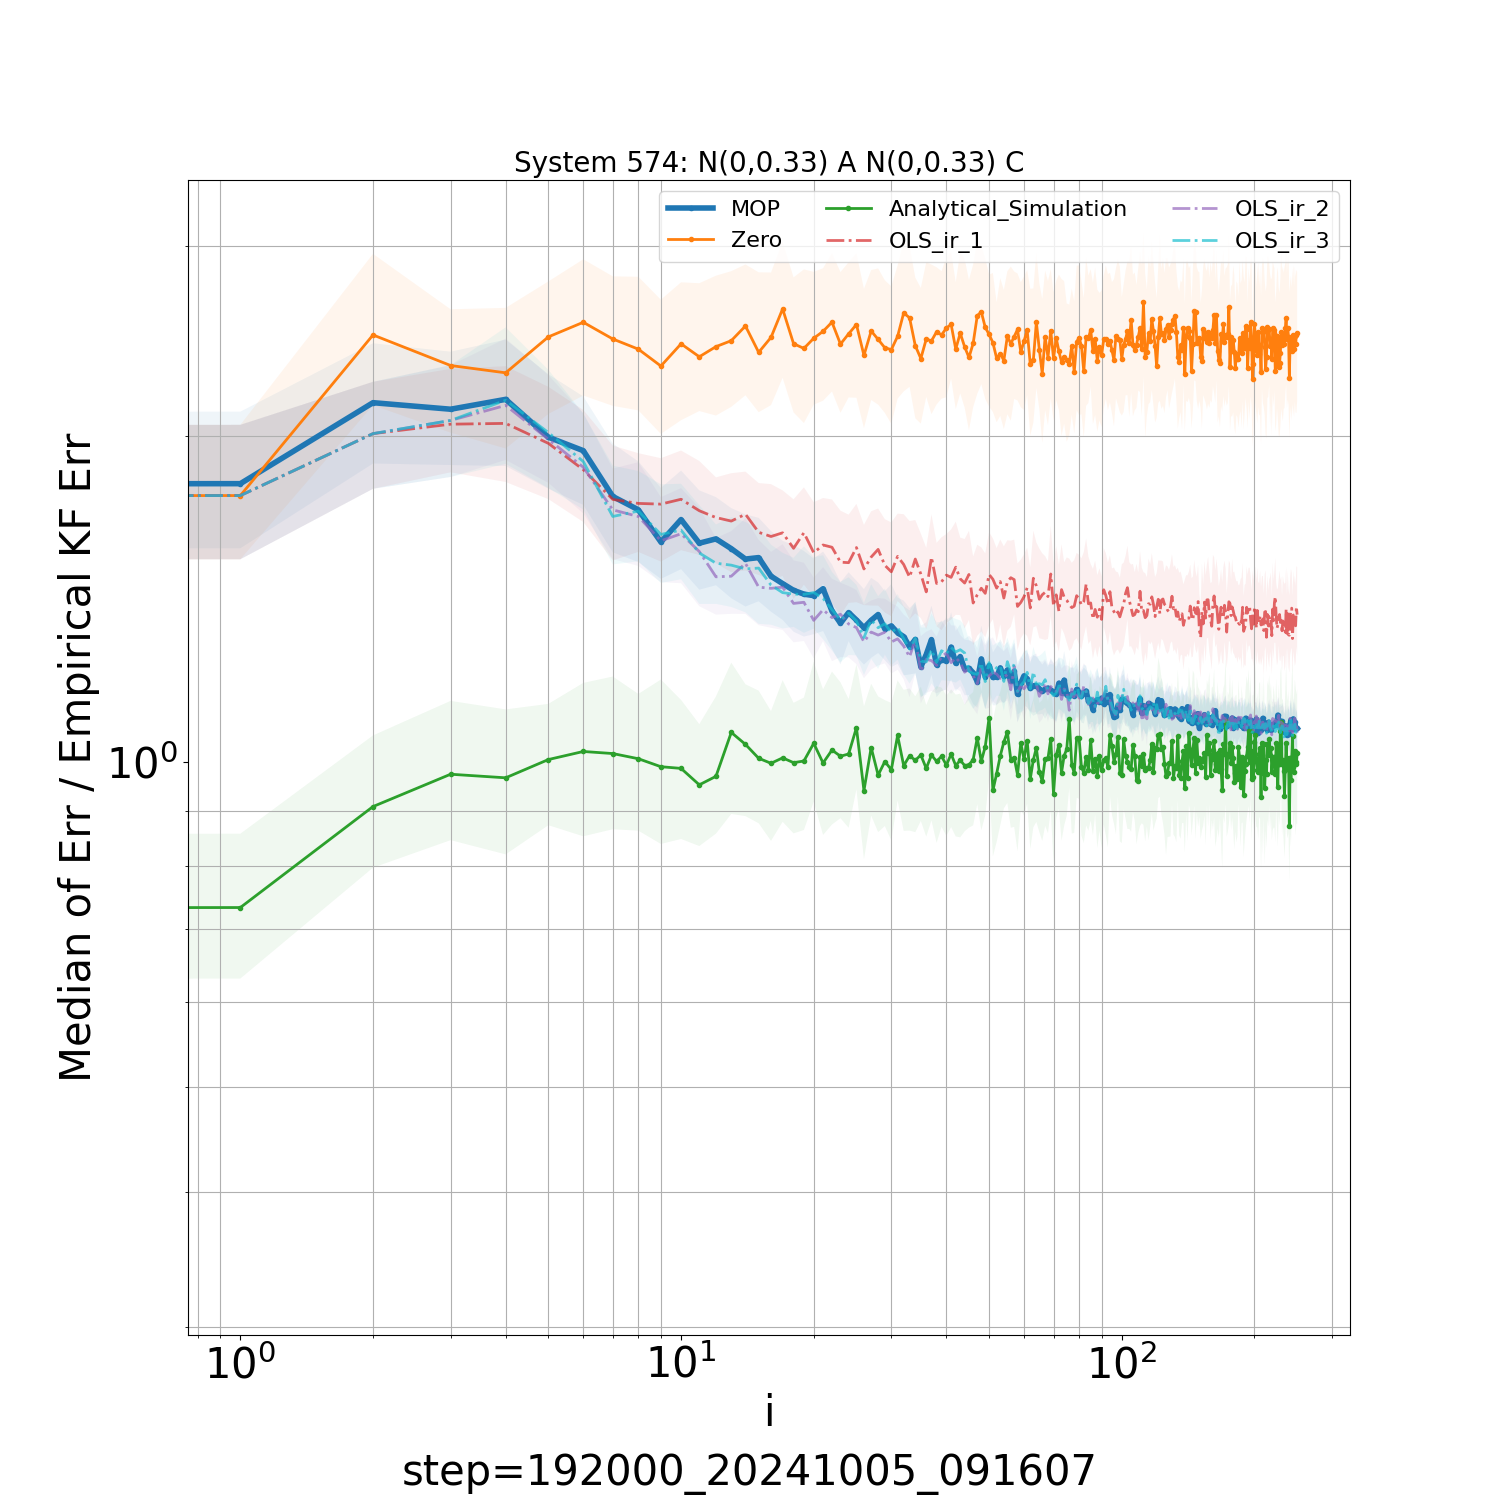 System 574: N(0,0.33) A N(0,0.33) C
MOP
Zero
Analytical_Simulation
OLS_ir_1
OLS_ir_2
OLS_ir_3
Median of Err / Empirical KF Err
10⁰
10⁰ 10¹ 10²
i
step=192000_20241005_091607